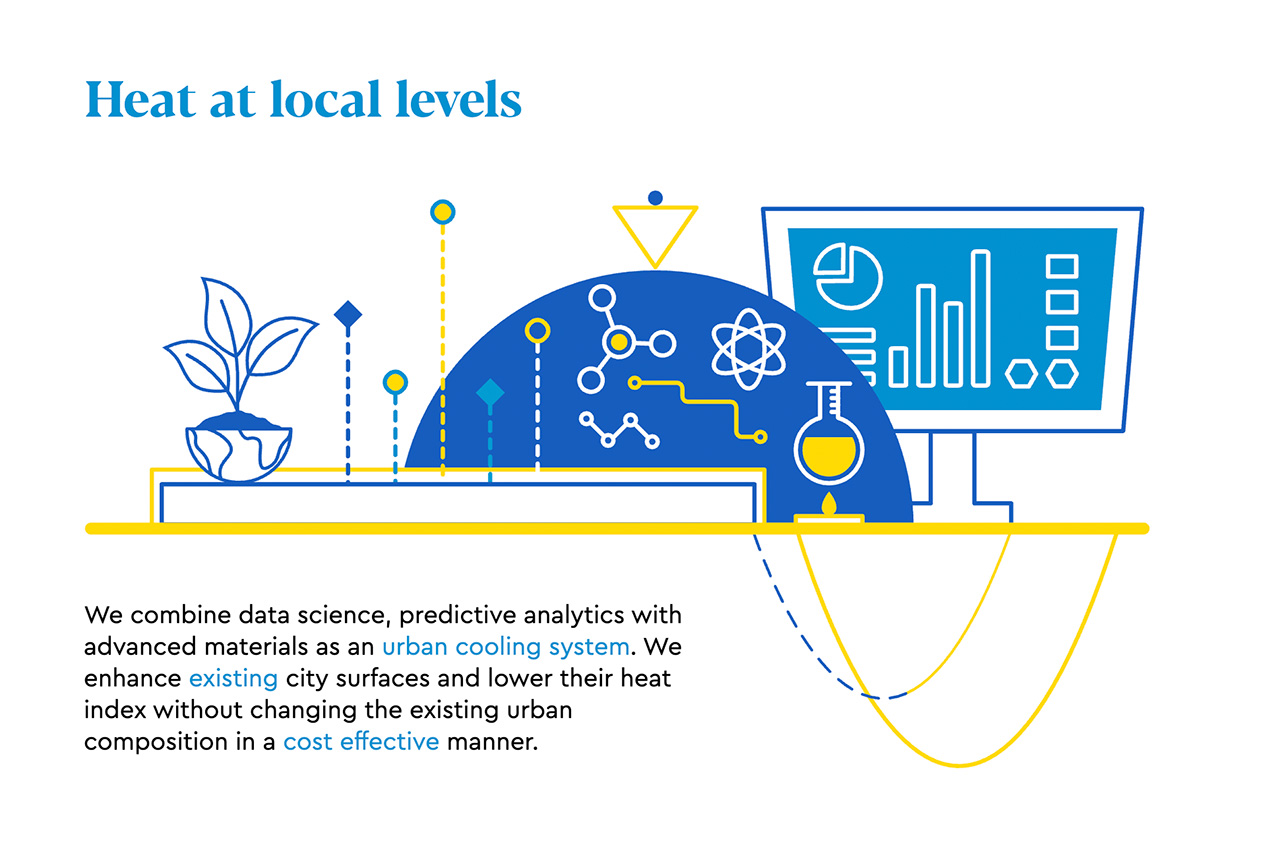 Heat at local levels
We combine data science, predictive analytics with
advanced materials as an urban cooling system. We
enhance existing city surfaces and lower their heat
index without changing the existing urban
composition in a cost effective manner.